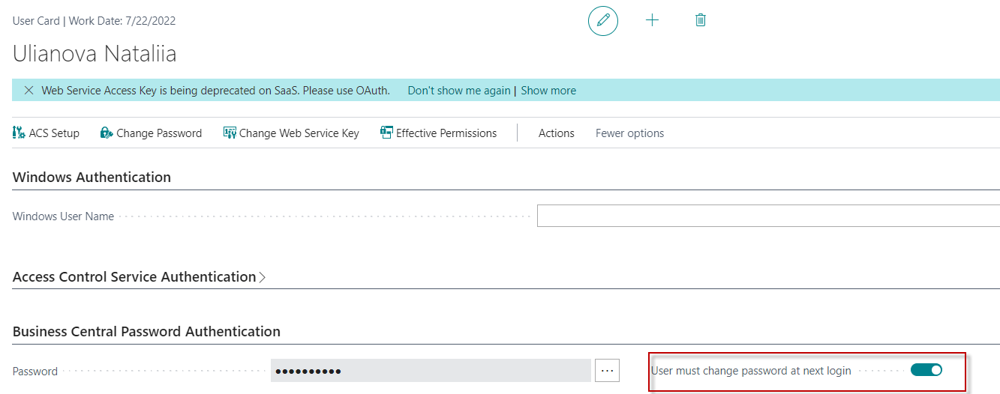 User Card | Work Date: 7/22/2022
Ulianova Nataliia
Web Service Access Key is being deprecated on SaaS. Please use OAuth. Don't show me again | Show more
ACS Setup Change Password Change Web Service Key Effective Permissions Actions Fewer options
Windows Authentication
Windows User Name
Access Control Service Authentication
Business Central Password Authentication
Password •••••••••• ... User must change password at next login